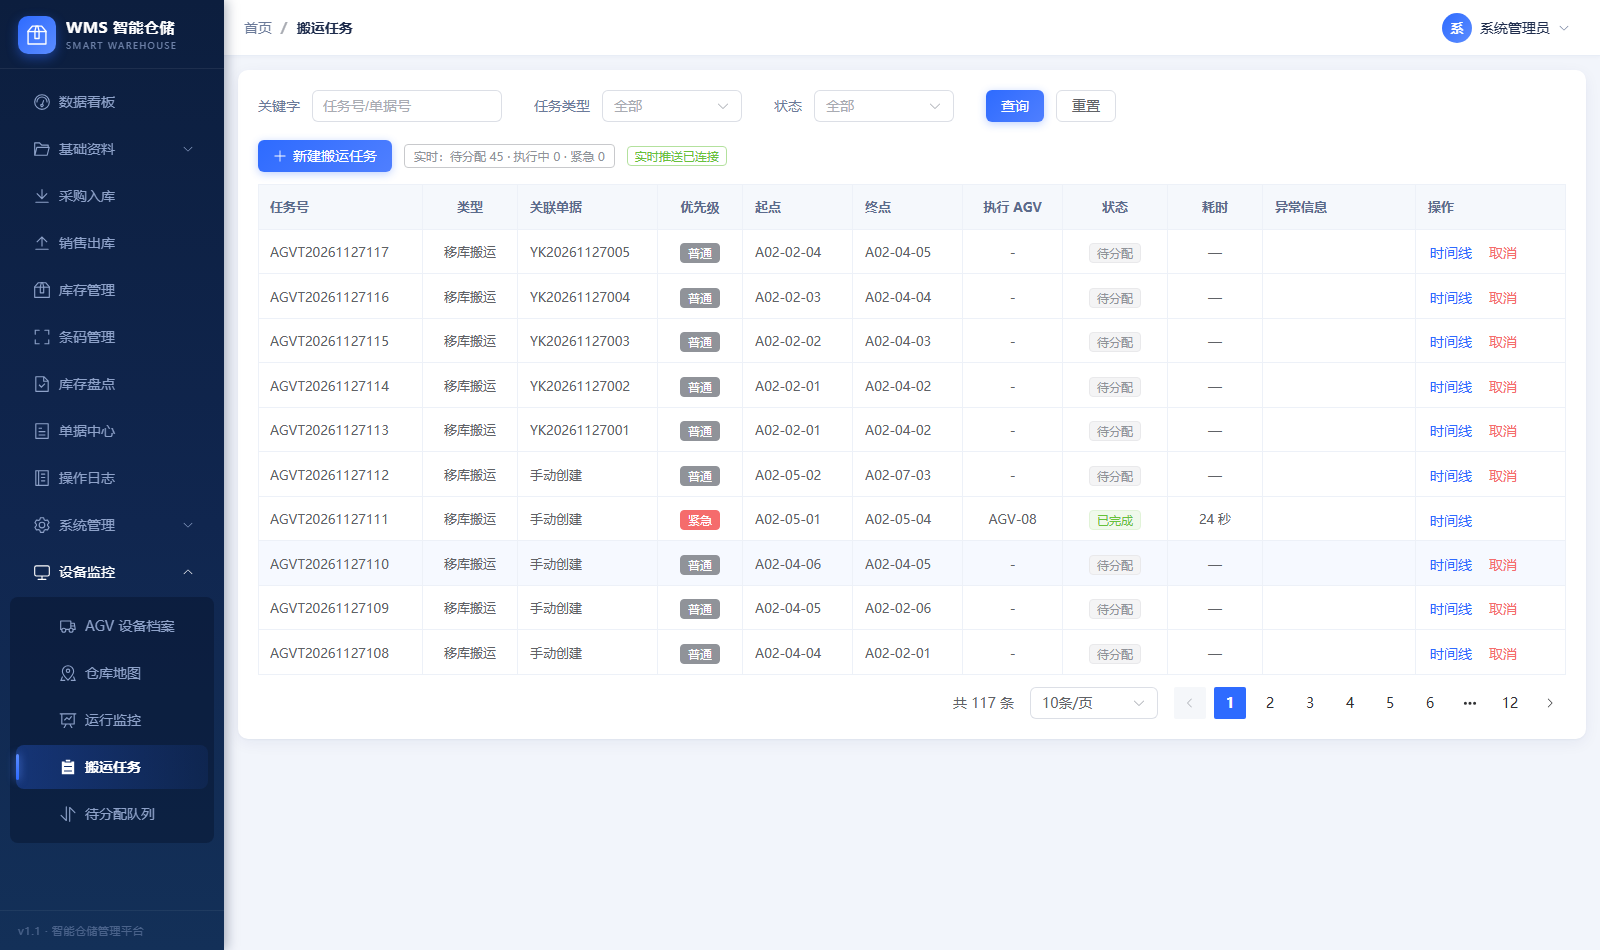 WMS 智能仓储
SMART WAREHOUSE
数据看板
基础资料
采购入库
销售出库
库存管理
条码管理
库存盘点
单据中心
操作日志
系统管理
设备监控
AGV 设备档案
仓库地图
运行监控
搬运任务
待分配队列
v1.1 · 智能仓储管理平台
首页 / 搬运任务
系 系统管理员
关键字 任务号/单据号 任务类型 全部 状态 全部 查询 重置
新建搬运任务 实时：待分配 45 · 执行中 0 · 紧急 0 实时推送已连接
任务号 类型 关联单据 优先级 起点 终点 执行 AGV 状态 耗时 异常信息 操作
AGVT20261127117 移库搬运 YK20261127005 普通 A02-02-04 A02-04-05 - 待分配 — 时间线 取消
AGVT20261127116 移库搬运 YK20261127004 普通 A02-02-03 A02-04-04 - 待分配 — 时间线 取消
AGVT20261127115 移库搬运 YK20261127003 普通 A02-02-02 A02-04-03 - 待分配 — 时间线 取消
AGVT20261127114 移库搬运 YK20261127002 普通 A02-02-01 A02-04-02 - 待分配 — 时间线 取消
AGVT20261127113 移库搬运 YK20261127001 普通 A02-02-01 A02-04-02 - 待分配 — 时间线 取消
AGVT20261127112 移库搬运 手动创建 普通 A02-05-02 A02-07-03 - 待分配 — 时间线 取消
AGVT20261127111 移库搬运 手动创建 紧急 A02-05-01 A02-05-04 AGV-08 已完成 24 秒 时间线
AGVT20261127110 移库搬运 手动创建 普通 A02-04-06 A02-04-05 - 待分配 — 时间线 取消
AGVT20261127109 移库搬运 手动创建 普通 A02-04-05 A02-02-06 - 待分配 — 时间线 取消
AGVT20261127108 移库搬运 手动创建 普通 A02-04-04 A02-02-01 - 待分配 — 时间线 取消
共 117 条 10条/页 1 2 3 4 5 6 ••• 12